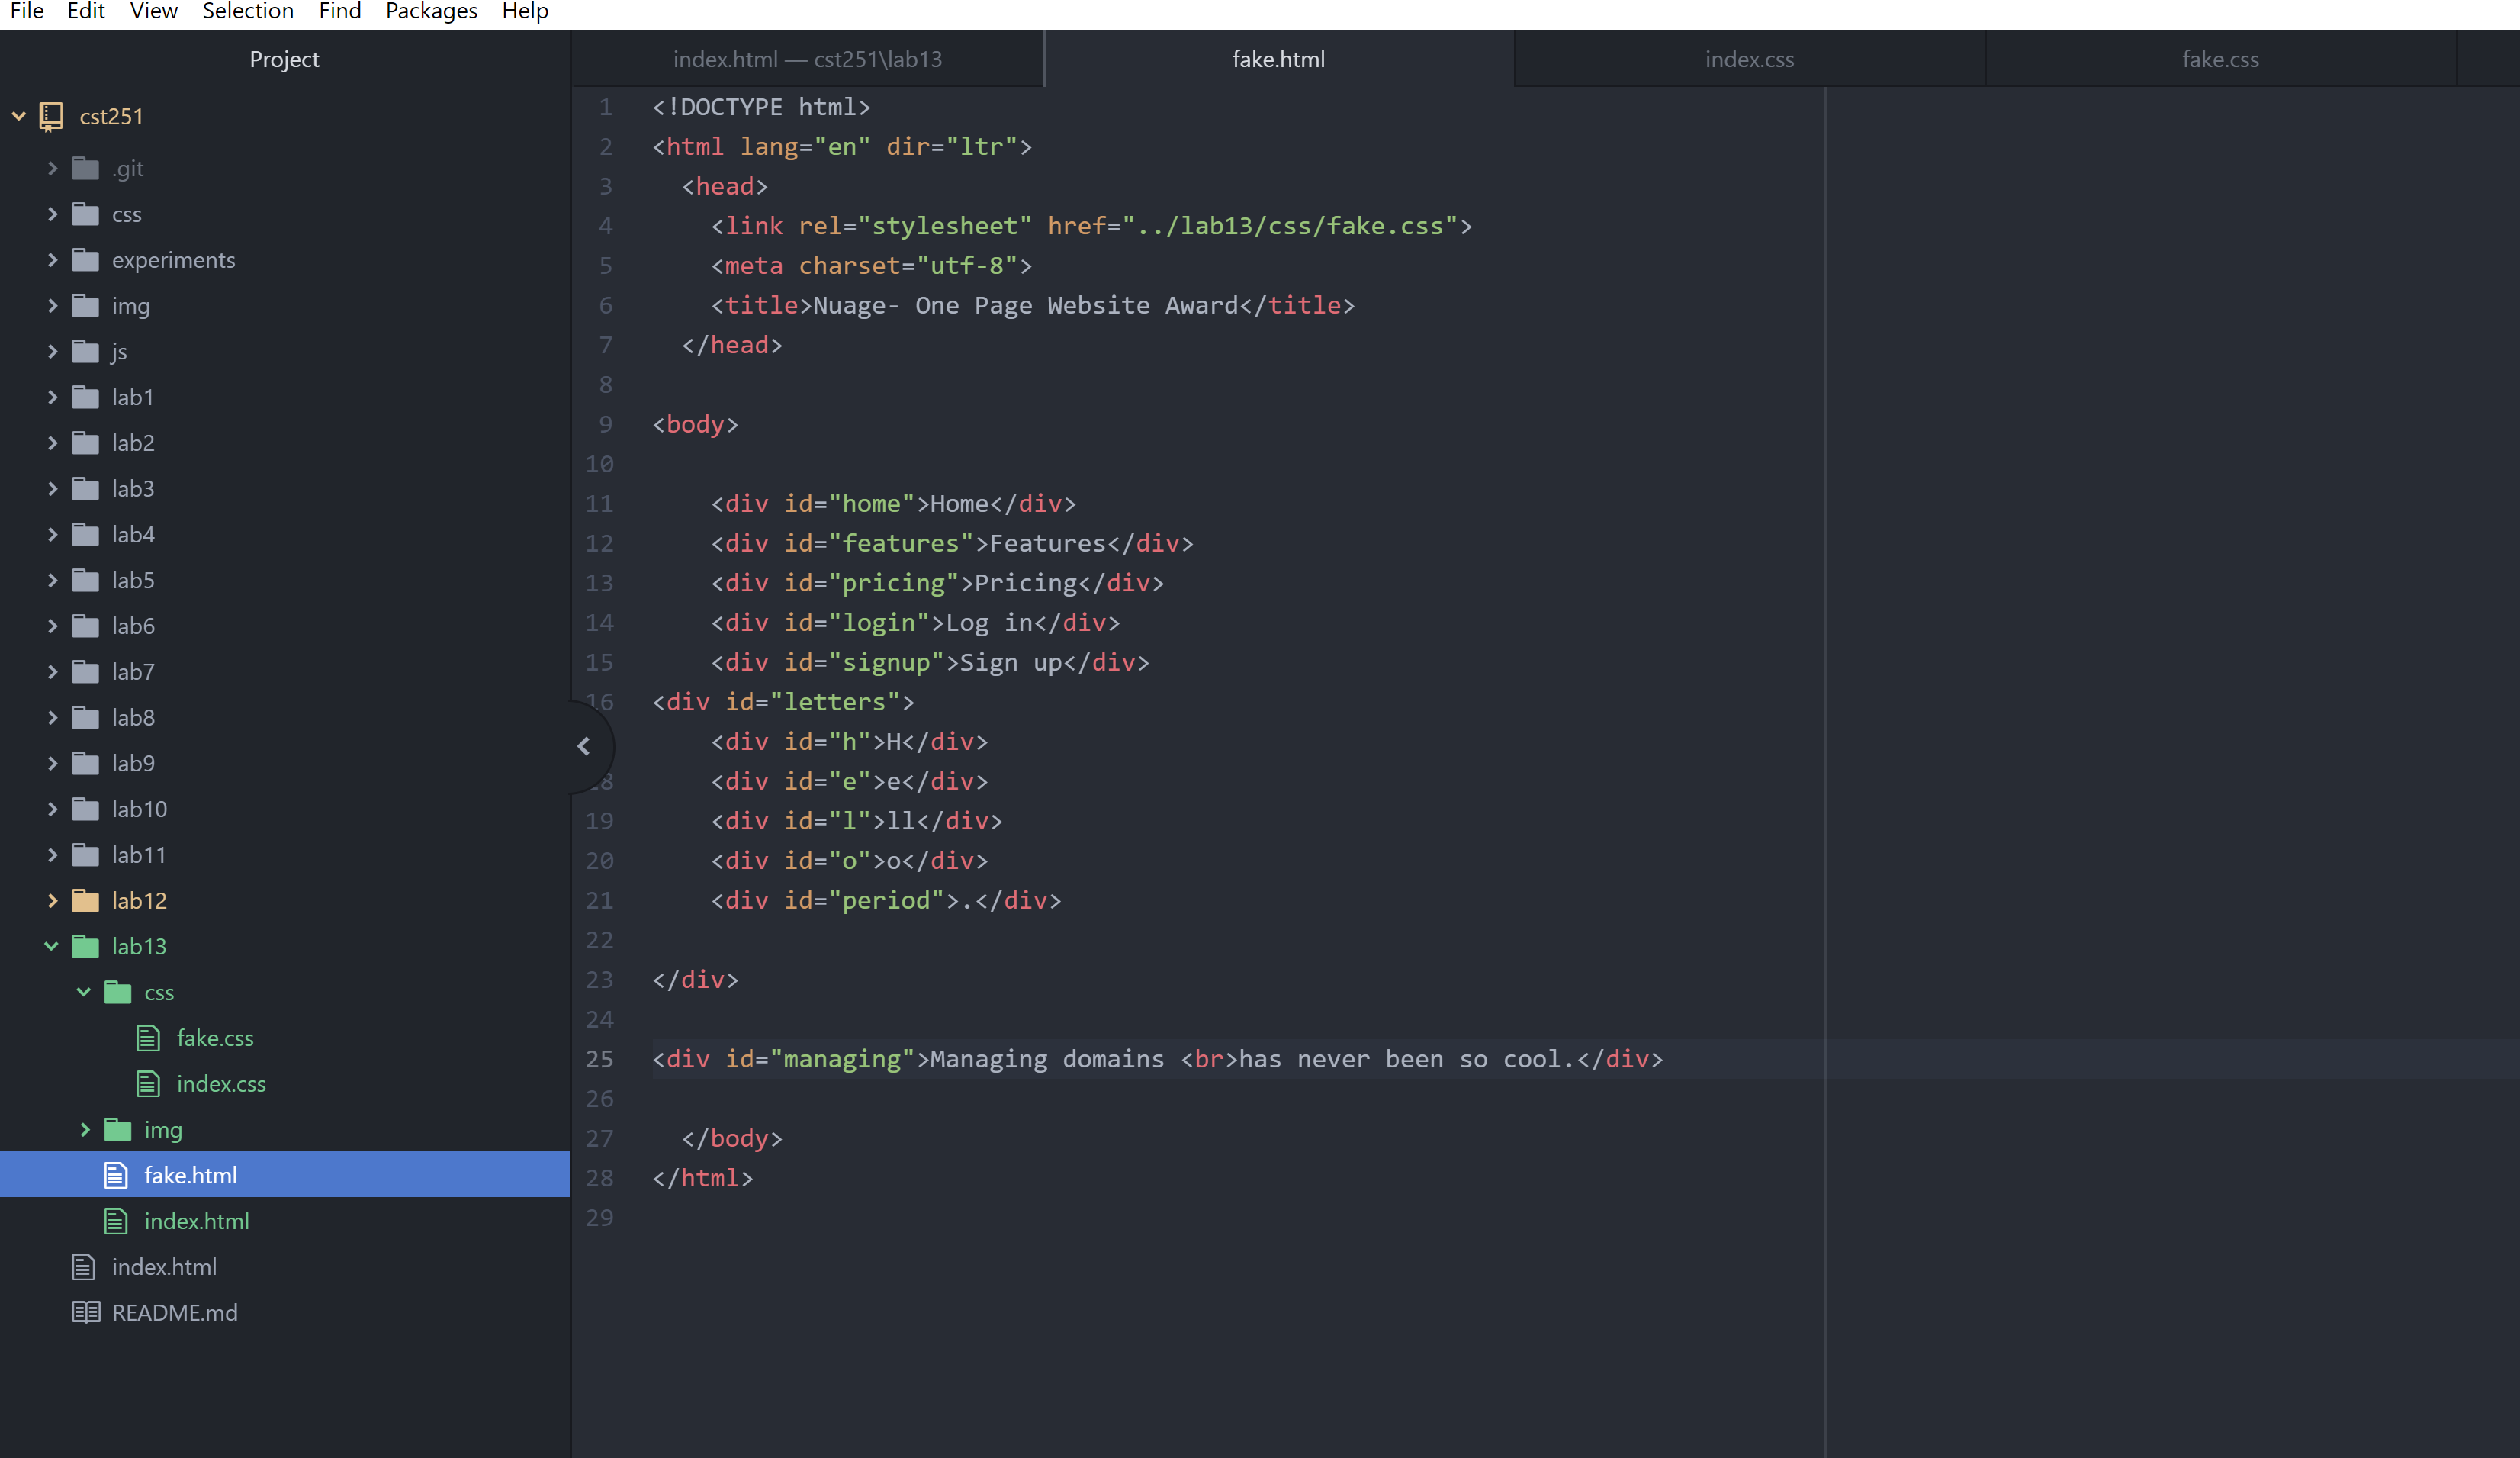 File Edit View Selection Find Packages Help
Project
cst251
.git
css
experiments
img
js
lab1
lab2
lab3
lab4
lab5
lab6
lab7
lab8
lab9
lab10
lab11
lab12
lab13
css
fake.css
index.css
img
fake.html
index.html
index.html
README.md
index.html — cst251\lab13 fake.html index.css fake.css
1 <!DOCTYPE html>
2 <html lang="en" dir="ltr">
3 <head>
4 <link rel="stylesheet" href="../lab13/css/fake.css">
5 <meta charset="utf-8">
6 <title>Nuage- One Page Website Award</title>
7 </head>
8
9 <body>
10
11 <div id="home">Home</div>
12 <div id="features">Features</div>
13 <div id="pricing">Pricing</div>
14 <div id="login">Log in</div>
15 <div id="signup">Sign up</div>
16 <div id="letters">
<div id="h">H</div>
18 <div id="e">e</div>
19 <div id="l">ll</div>
20 <div id="o">o</div>
21 <div id="period">.</div>
22
23 </div>
24
25 <div id="managing">Managing domains <br>has never been so cool.</div>
26
27 </body>
28 </html>
29